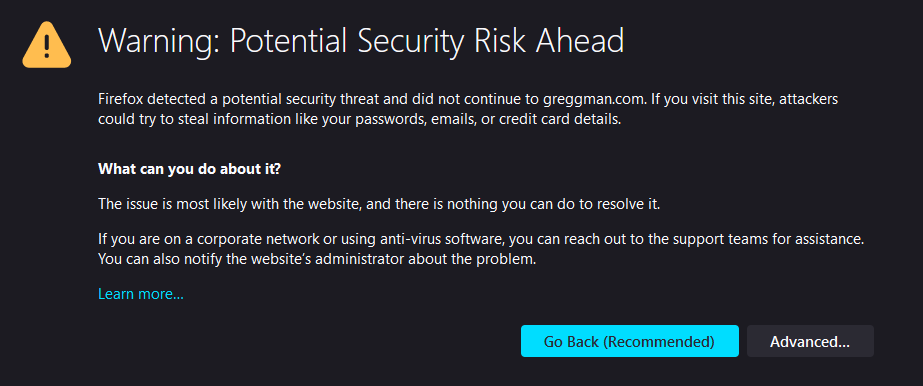 Warning: Potential Security Risk Ahead
Firefox detected a potential security threat and did not continue to greggman.com. If you visit this site, attackers
could try to steal information like your passwords, emails, or credit card details.
What can you do about it?
The issue is most likely with the website, and there is nothing you can do to resolve it.
If you are on a corporate network or using anti-virus software, you can reach out to the support teams for assistance.
You can also notify the website’s administrator about the problem.
Learn more…
Go Back (Recommended)
Advanced...